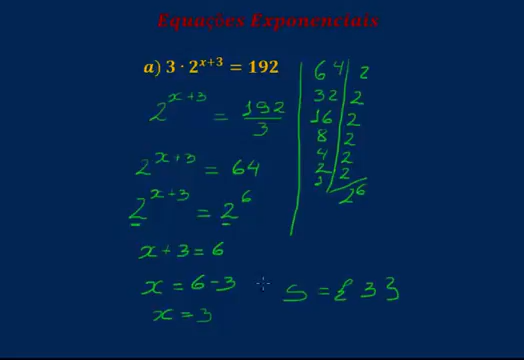 Equações Exponenciais
a) 3 · 2^{x+3} = 192
2^{x+3} = 192/3
2^{x+3} = 64
2^{x+3} = 2^6
x + 3 = 6
x = 6 - 3
x = 3
64 | 2
32 | 2
16 | 2
8 | 2
4 | 2
2 | 2
1 | 2^6
S = { 3 }